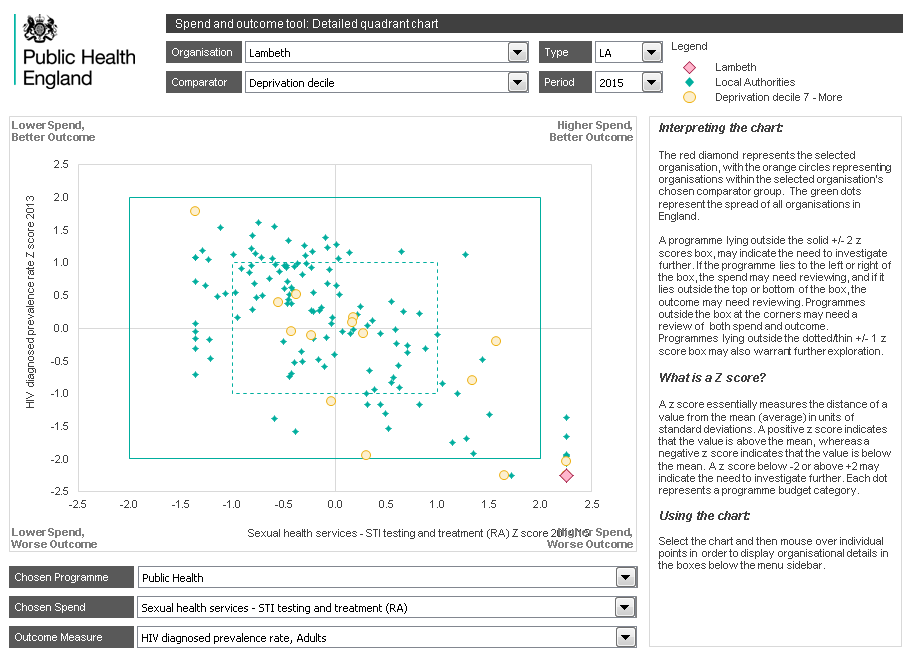 Public Health
England
Spend and outcome tool: Detailed quadrant chart
Organisation Lambeth Type LA
Comparator Deprivation decile Period 2015
Legend
Lambeth
Local Authorities
Deprivation decile 7 - More
Lower Spend,
Better Outcome
Higher Spend,
Better Outcome
HIV diagnosed prevalence rate Z score 2013
2.5
2.0
1.5
1.0
0.5
0.0
-0.5
-1.0
-1.5
-2.0
-2.5
-2.5 -2.0 -1.5 -1.0 -0.5 0.0 0.5 1.0 1.5 2.0 2.5
Sexual health services - STI testing and treatment (RA) Z score
Lower Spend,
Worse Outcome
Higher Spend,
Worse Outcome
Interpreting the chart:
The red diamond represents the selected
organisation, with the orange circles representing
organisations within the selected organisation's
chosen comparator group. The green dots
represent the spread of all organisations in
England.
A programme lying outside the solid +/- 2 z
scores box, may indicate the need to investigate
further. If the programme lies to the left or right of
the box, the spend may need reviewing, and if it
lies outside the top or bottom of the box, the
outcome may need reviewing. Programmes
outside the box at the corners may need a
review of both spend and outcome.
Programmes lying outside the dotted/thin +/- 1 z
score box may also warrant further exploration.
What is a Z score?
A z score essentially measures the distance of a
value from the mean (average) in units of
standard deviations. A positive z score indicates
that the value is above the mean, whereas a
negative z score indicates that the value is below
the mean. A z score below -2 or above +2 may
indicate the need to investigate further. Each dot
represents a programme budget category.
Using the chart:
Select the chart and then mouse over individual
points in order to display organisational details in
the boxes below the menu sidebar.
Chosen Programme Public Health
Chosen Spend Sexual health services - STI testing and treatment (RA)
Outcome Measure HIV diagnosed prevalence rate, Adults